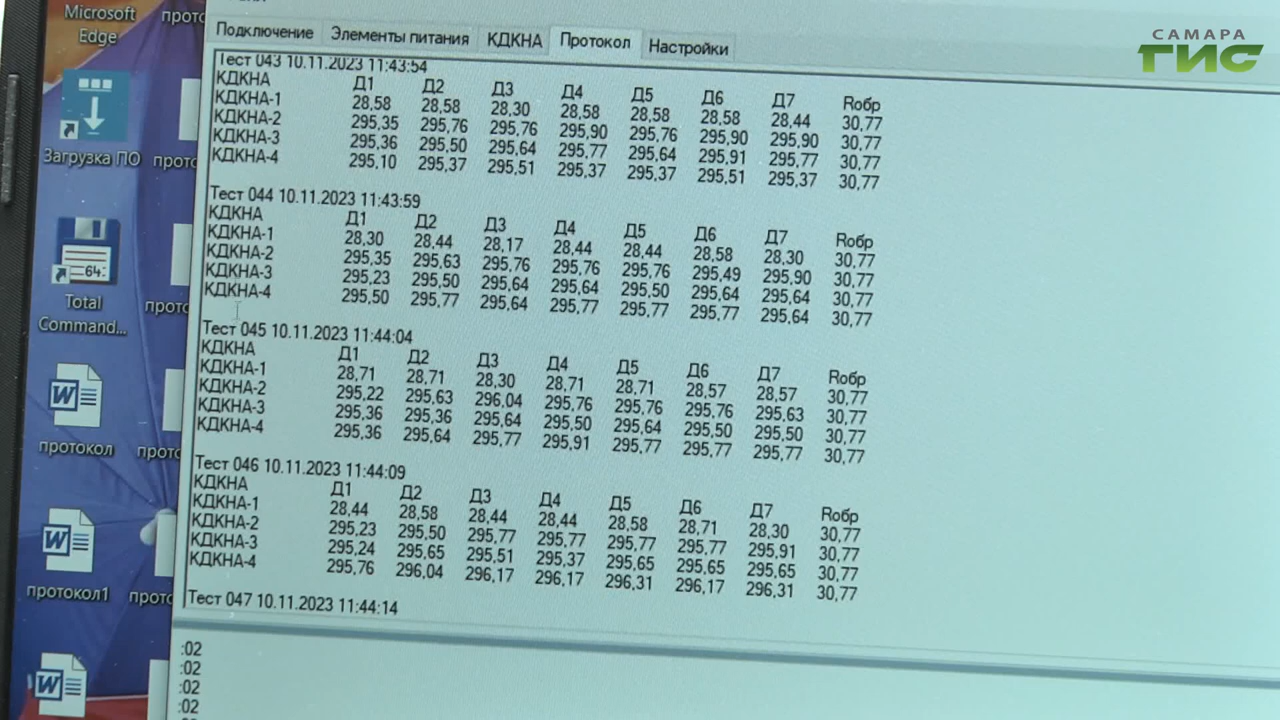 Microsoft
Edge
Загрузка ПО
Total
Command...
протокол
протокол1
САМАРА
ГИС
Подключение Элементы питания КДКНА Протокол Настройки
Тест 043 10.11.2023 11:43:54
КДКНА Д1 Д2 Д3 Д4 Д5 Д6 Д7 Rобр
КДКНА-1 28,58 28,58 28,30 28,58 28,58 28,58 28,44 30,77
КДКНА-2 295,35 295,76 295,76 295,90 295,76 295,90 295,90 30,77
КДКНА-3 295,36 295,50 295,64 295,77 295,64 295,91 295,77 30,77
КДКНА-4 295,10 295,37 295,51 295,37 295,37 295,51 295,37 30,77
Тест 044 10.11.2023 11:43:59
КДКНА Д1 Д2 Д3 Д4 Д5 Д6 Д7 Rобр
КДКНА-1 28,30 28,44 28,17 28,44 28,44 28,58 28,30 30,77
КДКНА-2 295,35 295,63 295,76 295,76 295,76 295,49 295,90 30,77
КДКНА-3 295,23 295,50 295,64 295,64 295,50 295,64 295,64 30,77
КДКНА-4 295,50 295,77 295,64 295,77 295,77 295,77 295,64 30,77
Тест 045 10.11.2023 11:44:04
КДКНА Д1 Д2 Д3 Д4 Д5 Д6 Д7 Rобр
КДКНА-1 28,71 28,71 28,30 28,71 28,71 28,57 28,57 30,77
КДКНА-2 295,22 295,63 296,04 295,76 295,76 295,76 295,63 30,77
КДКНА-3 295,36 295,36 295,64 295,50 295,64 295,50 295,50 30,77
КДКНА-4 295,36 295,64 295,77 295,91 295,77 295,77 295,77 30,77
Тест 046 10.11.2023 11:44:09
КДКНА Д1 Д2 Д3 Д4 Д5 Д6 Д7 Rобр
КДКНА-1 28,44 28,58 28,44 28,44 28,58 28,71 28,30 30,77
КДКНА-2 295,23 295,50 295,77 295,77 295,77 295,77 295,91 30,77
КДКНА-3 295,24 295,65 295,51 295,37 295,65 295,65 295,65 30,77
КДКНА-4 295,76 296,04 296,17 296,17 296,31 296,17 296,31 30,77
Тест 047 10.11.2023 11:44:14
:02
:02
:02
:02